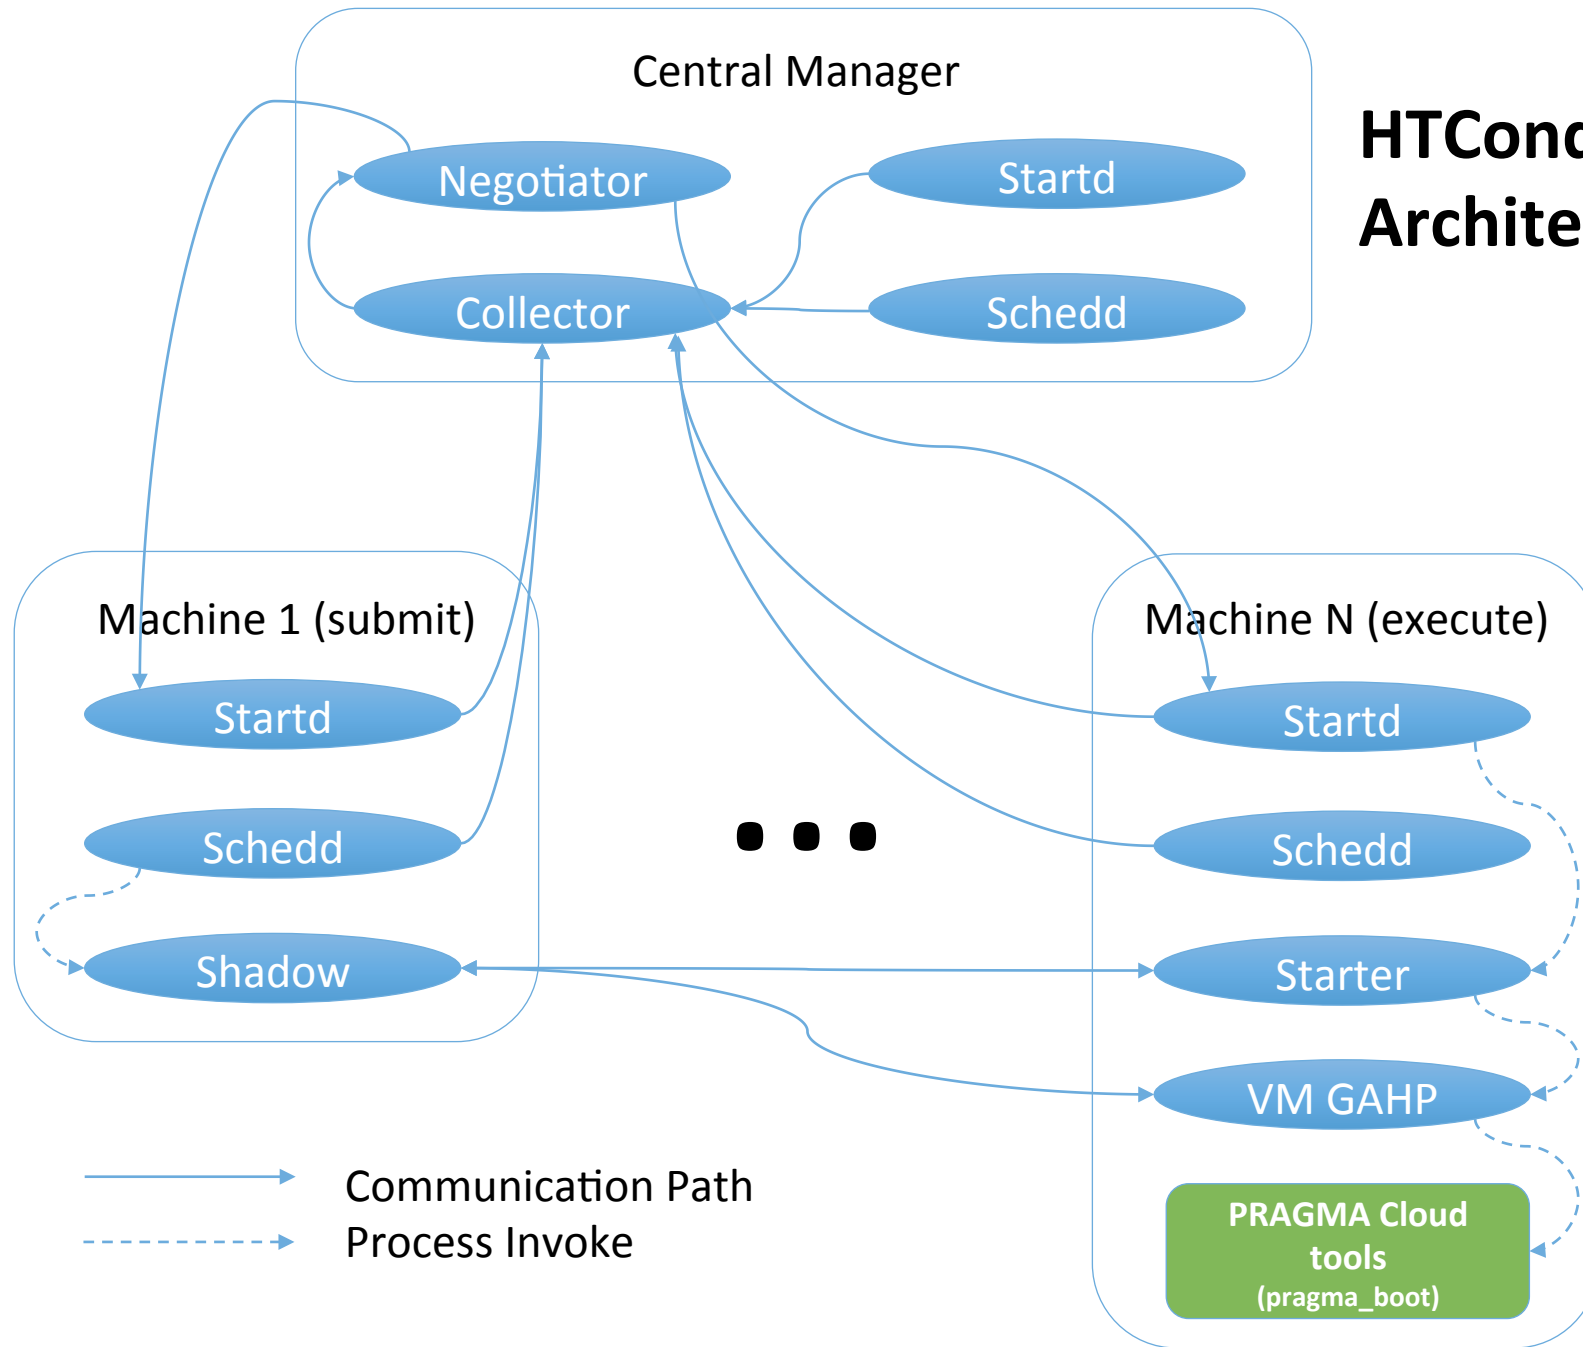 Central Manager
HTCond
Archite
Negotiator
Startd
Collector
Schedd
Machine 1 (submit)
Startd
Schedd
Shadow
Machine N (execute)
Startd
Schedd
Starter
VM GAHP
PRAGMA Cloud
tools
(pragma_boot)
...
Communication Path
Process Invoke